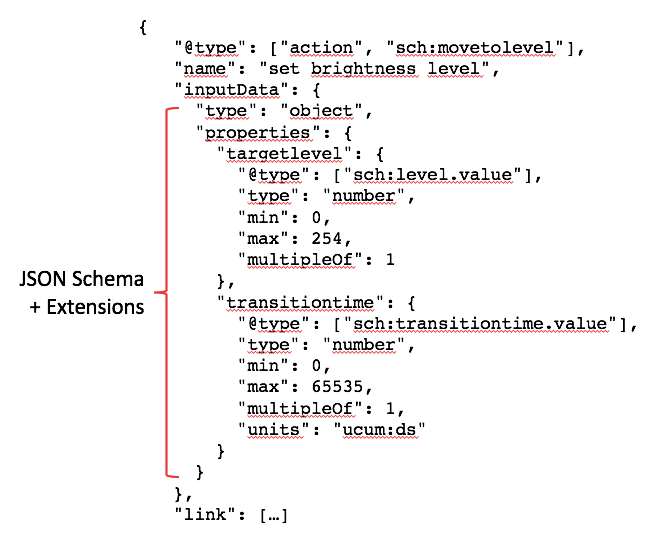 {
"@type": ["action", "sch:movetolevel"],
"name": "set brightness level",
"inputData": {
"type": "object",
"properties": {
"targetlevel": {
"@type": ["sch:level.value"],
"type": "number",
"min": 0,
"max": 254,
"multipleOf": 1
},
"transitiontime": {
"@type": ["sch:transitiontime.value"],
"type": "number",
"min": 0,
"max": 65535,
"multipleOf": 1,
"units": "ucum:ds"
}
}
},
"link": […]
JSON Schema
+ Extensions